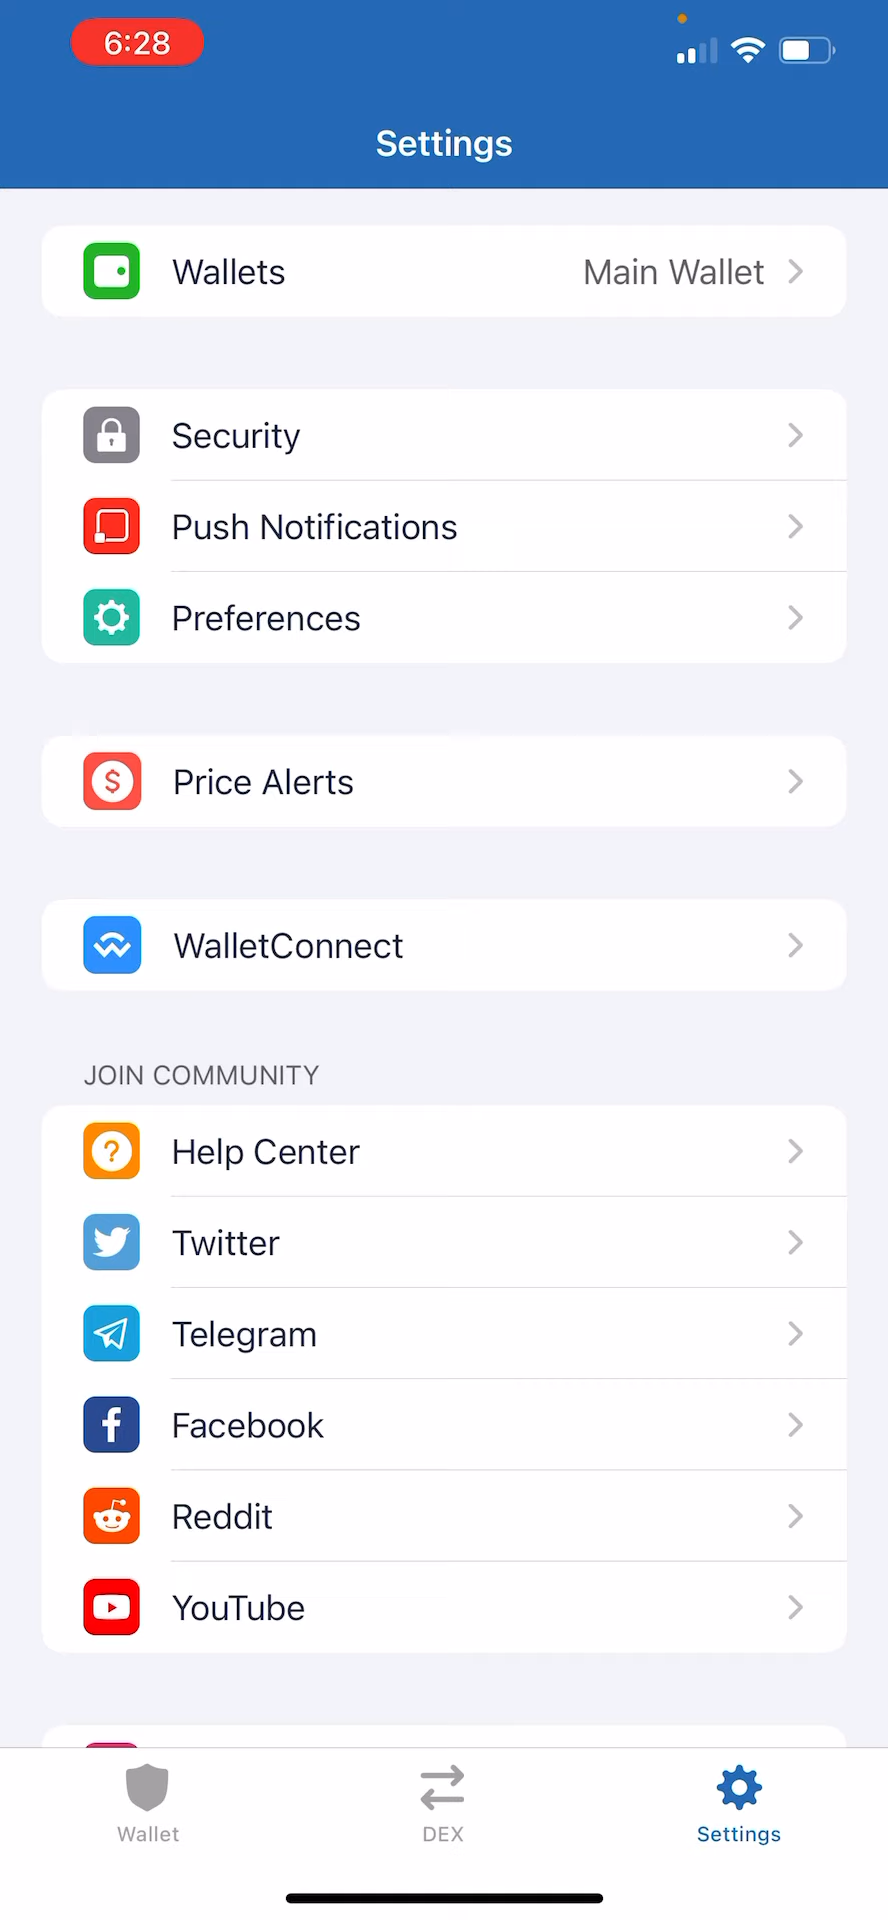 6:28
Settings
Wallets Main Wallet
Security
Push Notifications
Preferences
Price Alerts
WalletConnect
JOIN COMMUNITY
Help Center
Twitter
Telegram
Facebook
Reddit
YouTube
Wallet DEX Settings